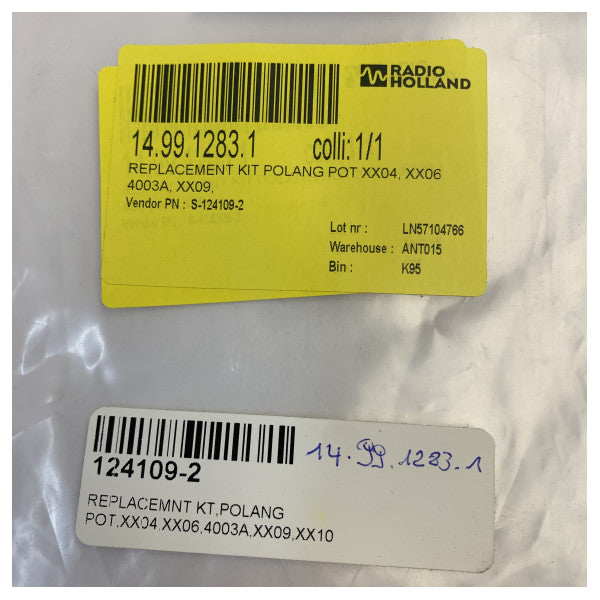 RADIO
HOLLAND
14.99.1283.1 colli: 1/1
REPLACEMENT KIT POLANG POT XX04, XX06
4003A, XX09,
Vendor PN : S-124109-2
Lot nr : LN57104766
Warehouse : ANT015
Bin : K95
14.99.1283.1
124109-2
REPLACEMNT KT,POLANG
POT,XX04 XX06,4003A,XX09,XX10